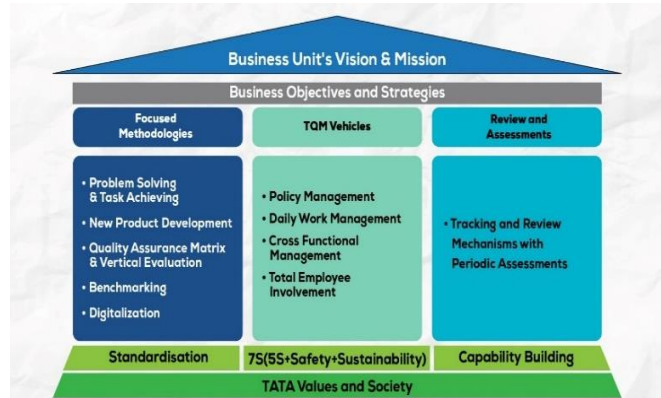 Business Unit's Vision & Mission
Business Objectives and Strategies
Focused
Methodologies
TQM Vehicles
Review and
Assessments
• Problem Solving
& Task Achieving
• New Product Development
• Quality Assurance Matrix
& Vertical Evaluation
• Benchmarking
• Digitalization
• Policy Management
• Daily Work Management
• Cross Functional
Management
• Total Employee
Involvement
• Tracking and Review
Mechanisms with
Periodic Assessments
Standardisation
7S(5S+Safety+Sustainability)
Capability Building
TATA Values and Society